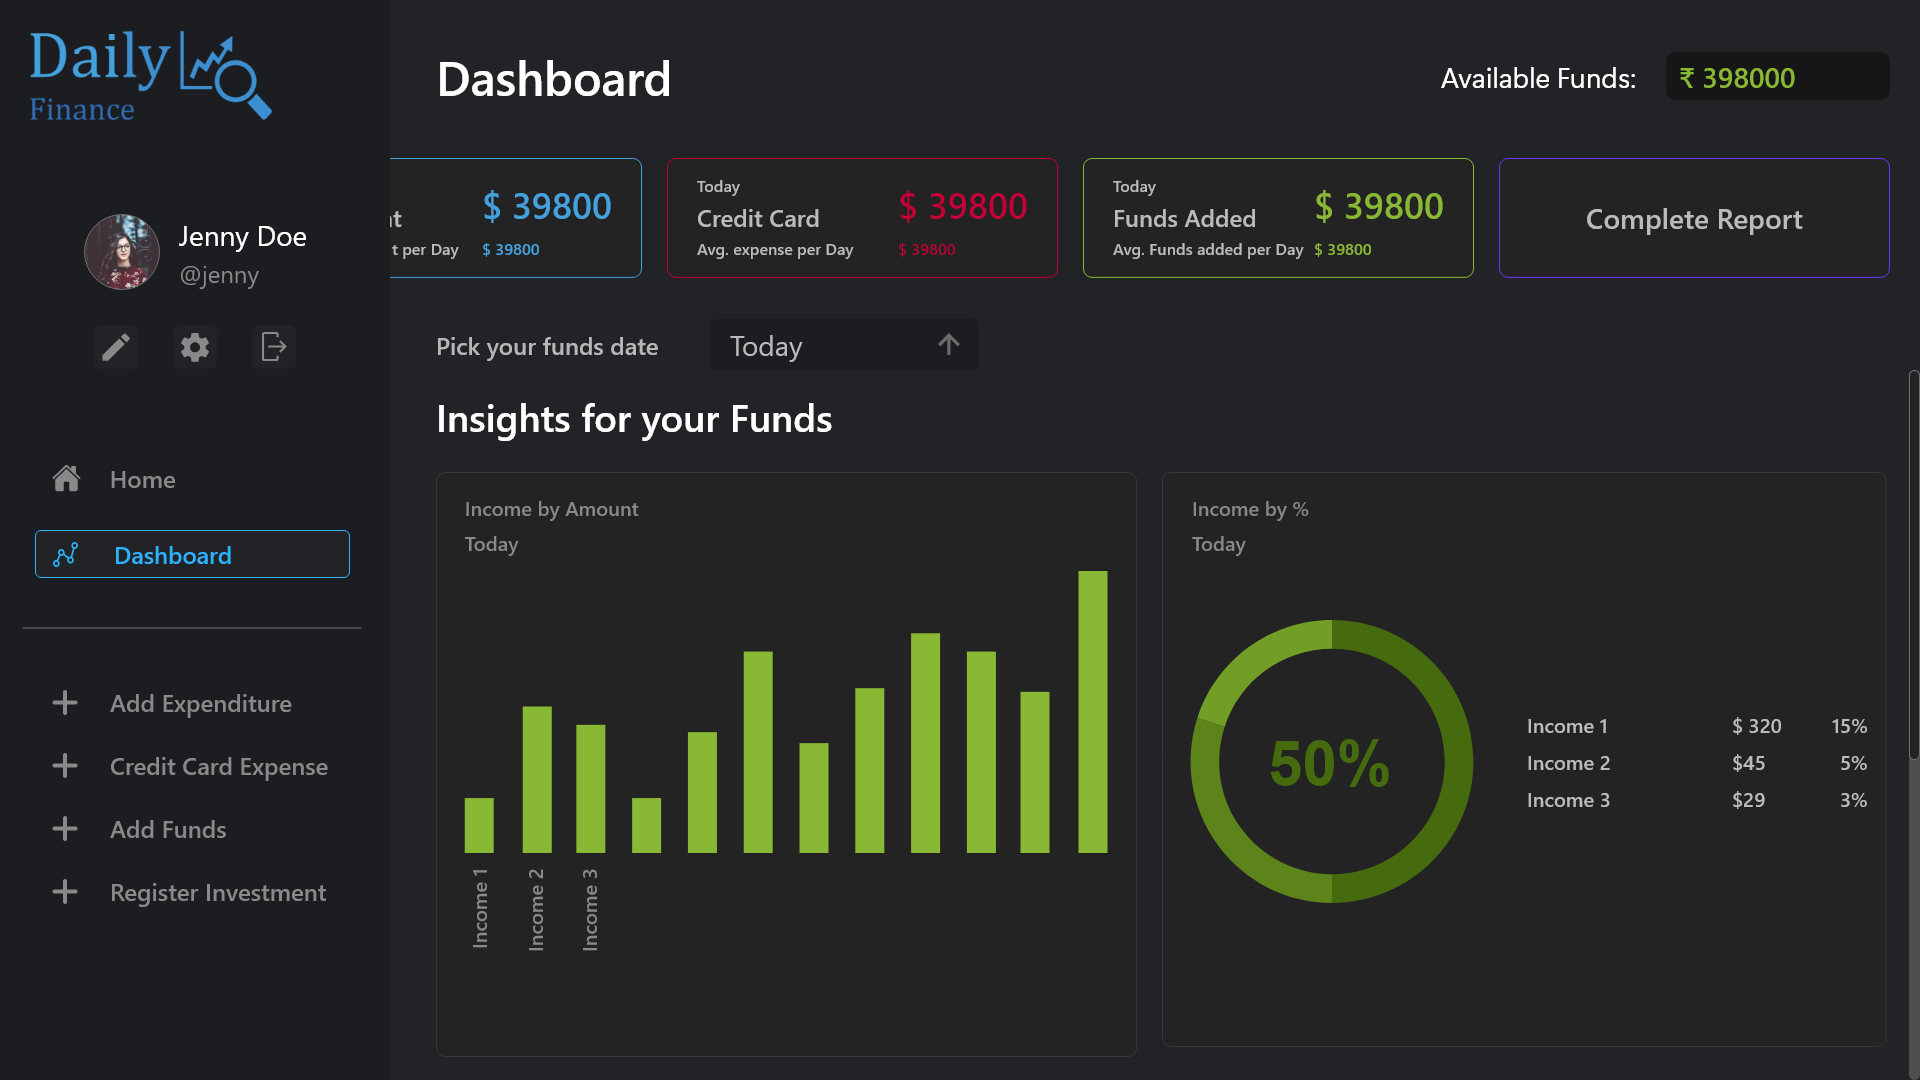 Daily
Finance
Dashboard
Available Funds:
₹ 398000
Jenny Doe
@jenny
Home
Dashboard
Add Expenditure
Credit Card Expense
Add Funds
Register Investment
t per Day
$ 39800
$ 39800
Today
Credit Card
$ 39800
Avg. expense per Day
$ 39800
Today
Funds Added
$ 39800
Avg. Funds added per Day
$ 39800
Complete Report
Pick your funds date
Today
Insights for your Funds
Income by Amount
Today
Income 1
Income 2
Income 3
Income by %
Today
50%
Income 1 $ 320 15%
Income 2 $45 5%
Income 3 $29 3%